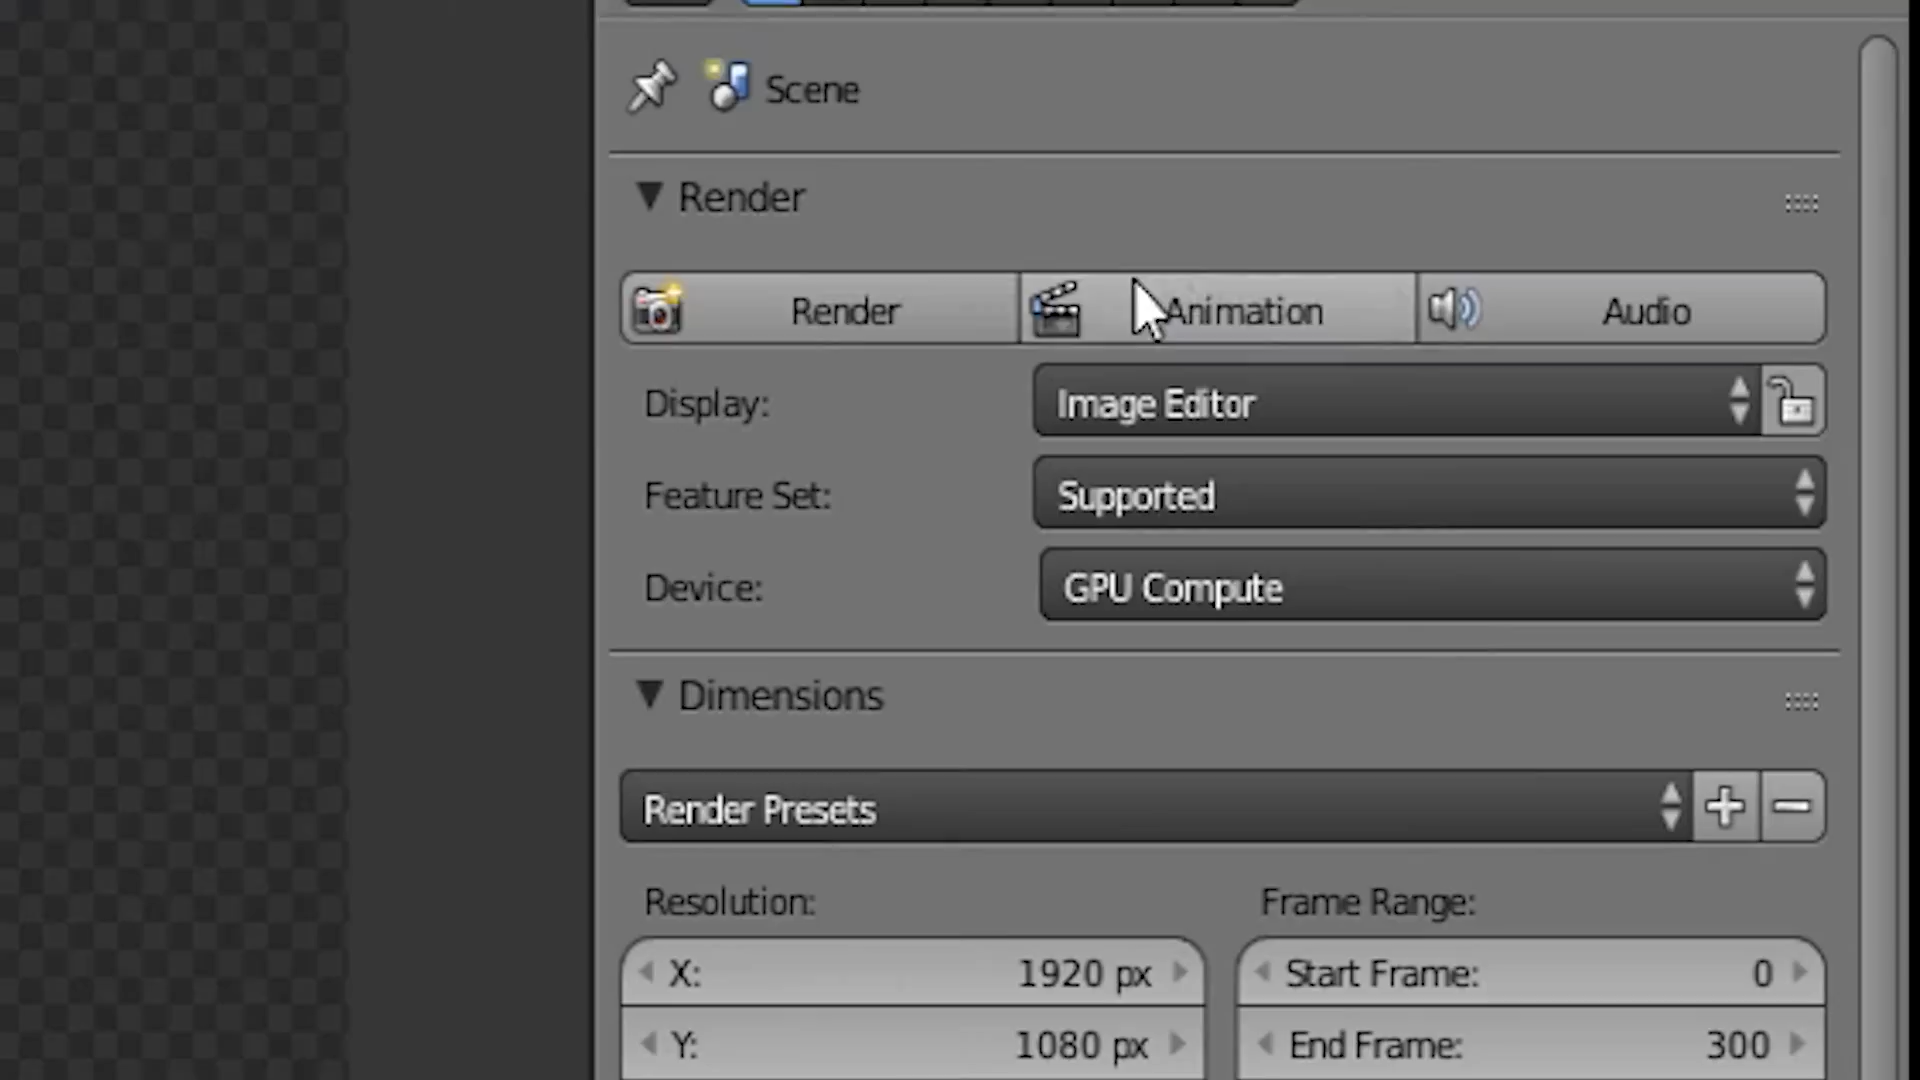 Scene
Render
Render Animation Audio
Display: Image Editor
Feature Set: Supported
Device: GPU Compute
Dimensions
Render Presets
Resolution: Frame Range:
X: 1920 px Start Frame: 0
Y: 1080 px End Frame: 300